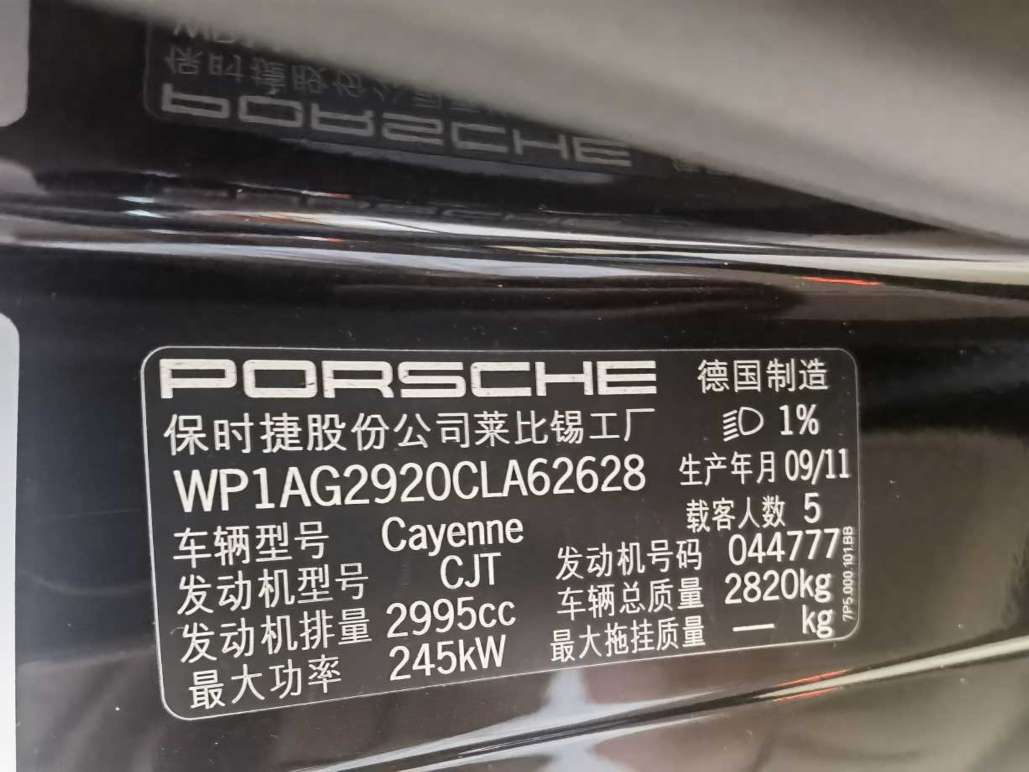 PORSCHE 德国制造
保时捷股份公司莱比锡工厂 1%
WP1AG2920CLA62628 生产年月 09/11
载客人数 5
车辆型号 Cayenne 发动机号码 044777
发动机型号 CJT 车辆总质量 2820kg
发动机排量 2995cc 最大拖挂质量 — kg
最大功率 245kW
7P5.000 101.BB